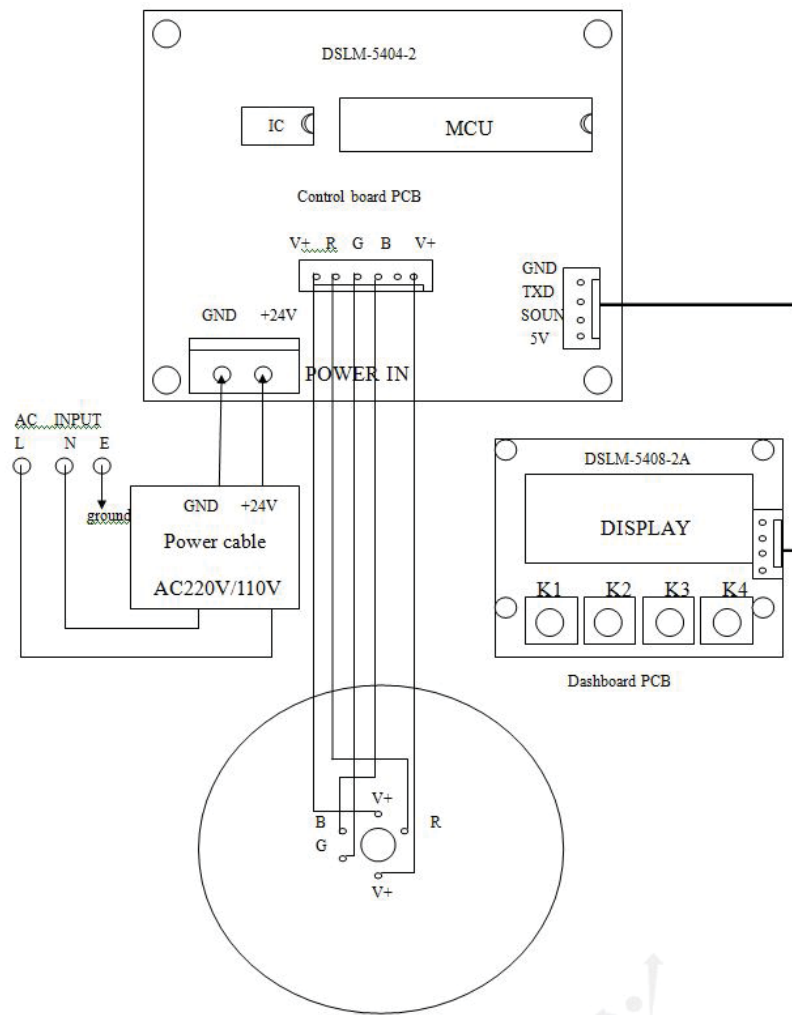 DSLM-5404-2
IC
MCU
Control board PCB
V+ R G B V+
GND
TXD
SOUN
5V
GND +24V
POWER IN
AC INPUT
L N E
ground
GND +24V
Power cable
AC220V/110V
DSLM-5408-2A
DISPLAY
K1 K2 K3 K4
Dashboard PCB
V+
B R
G
V+